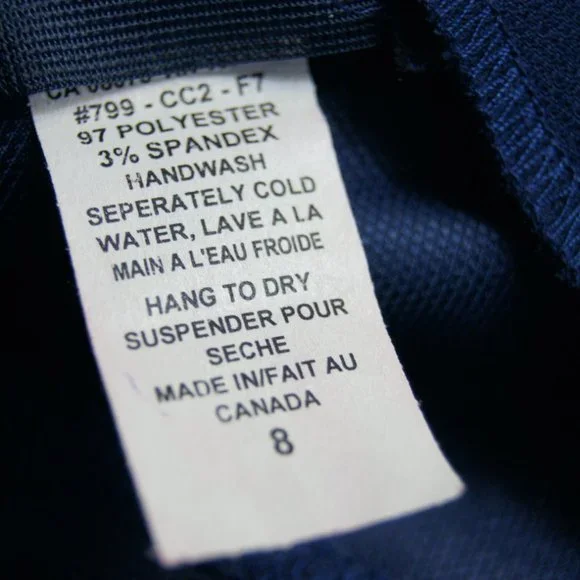 #799 - CC2 - F7
97 POLYESTER
3% SPANDEX
HANDWASH
SEPERATELY COLD
WATER, LAVE A LA
MAIN A L'EAU FROIDE
HANG TO DRY
SUSPENDER POUR
SECHE
MADE IN/FAIT AU
CANADA
8